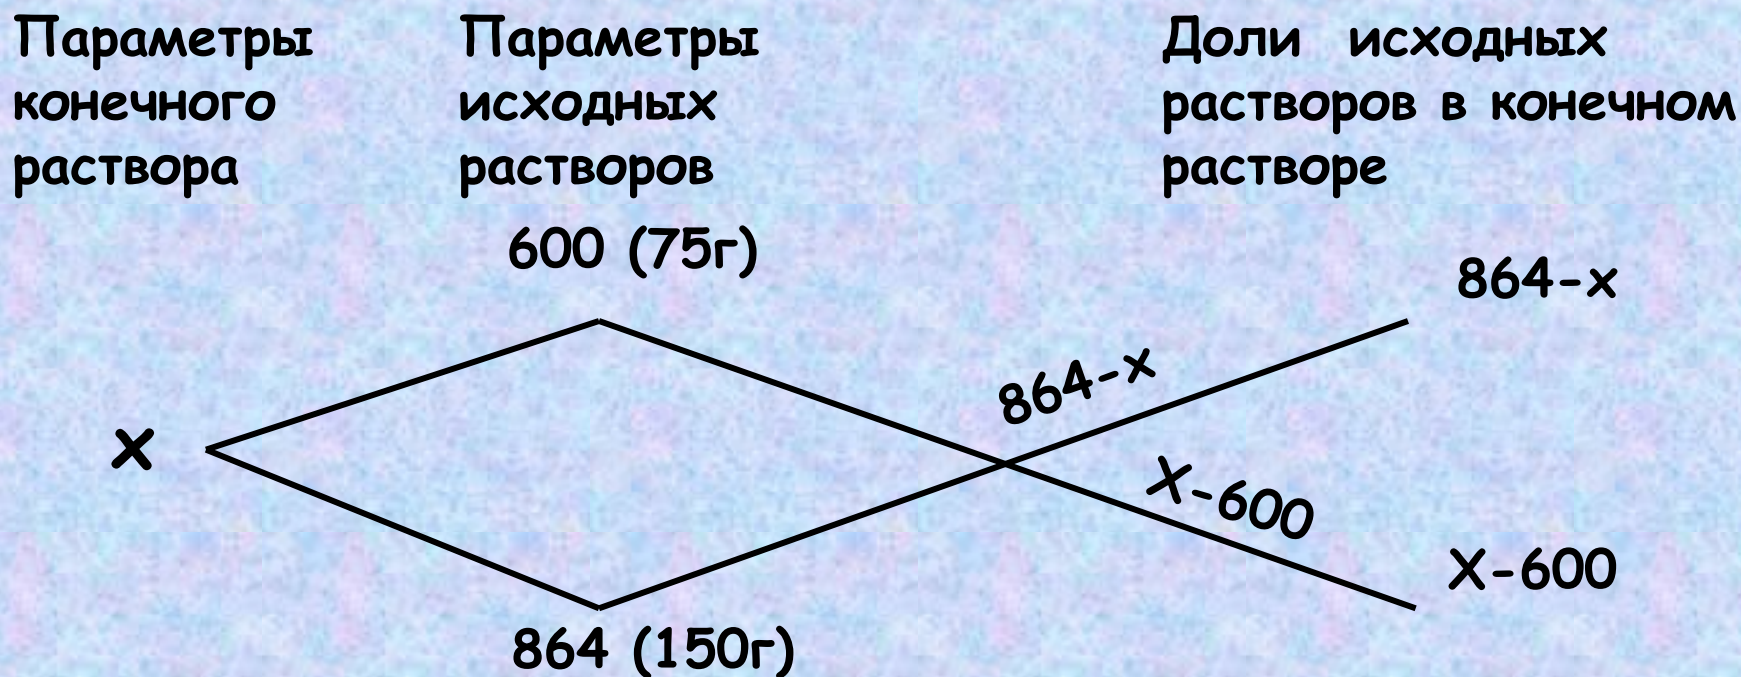 Параметры
конечного
раствора
Параметры
исходных
растворов
Доли исходных
растворов в конечном
растворе
600 (75г)
864-х
864-х
х
Х-600
Х-600
864 (150г)